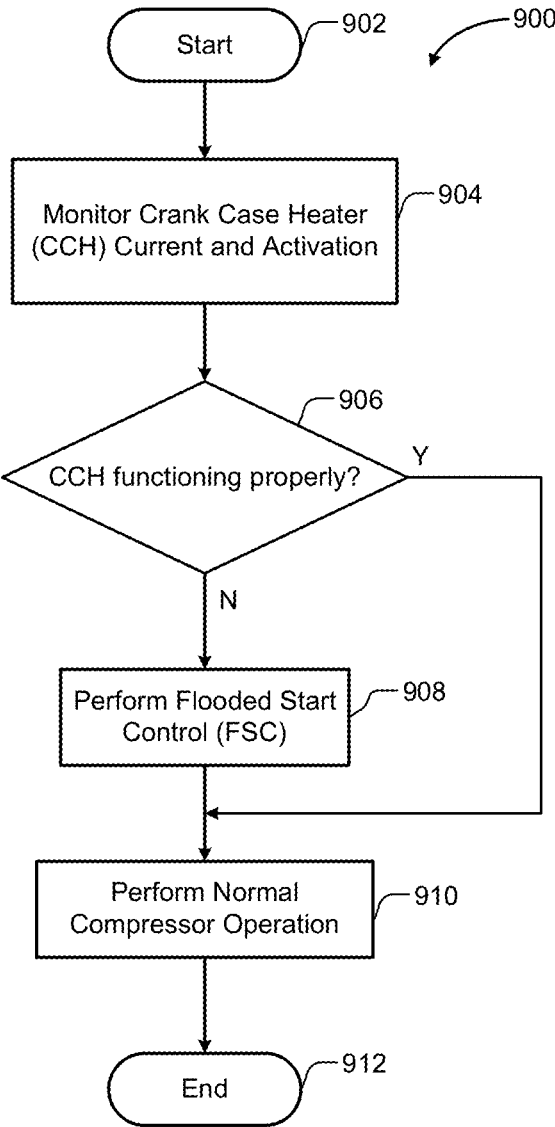 Start
902
900
Monitor Crank Case Heater
(CCH) Current and Activation
904
906
CCH functioning properly?
Y
N
Perform Flooded Start
Control (FSC)
908
Perform Normal
Compressor Operation
910
End
912